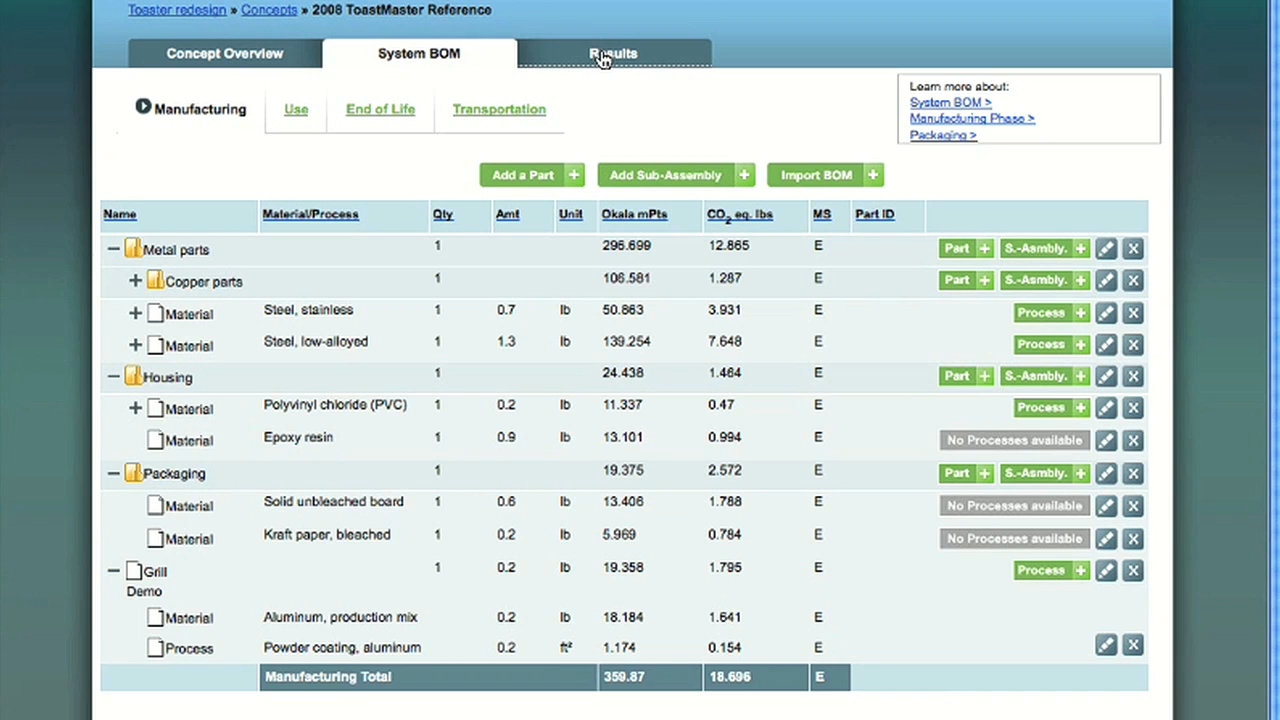 Toaster redesign » Concepts » 2008 ToastMaster Reference
Concept Overview System BOM Results
Manufacturing Use End of Life Transportation
Learn more about:
System BOM >
Manufacturing Phase >
Packaging >
Add a Part + Add Sub-Assembly + Import BOM +
Name Material/Process Qty Amt Unit Okala mPts CO2 eq. lbs MS Part ID
Metal parts 1 296.699 12.865 E Part + S.-Asmbly. +
Copper parts 1 106.581 1.287 E Part + S.-Asmbly. +
Material Steel, stainless 1 0.7 lb 50.863 3.931 E Process +
Material Steel, low-alloyed 1 1.3 lb 139.254 7.648 E Process +
Housing 1 24.438 1.464 E Part + S.-Asmbly. +
Material Polyvinyl chloride (PVC) 1 0.2 lb 11.337 0.47 E Process +
Material Epoxy resin 1 0.9 lb 13.101 0.994 E No Processes available
Packaging 1 19.375 2.572 E Part + S.-Asmbly. +
Material Solid unbleached board 1 0.6 lb 13.406 1.788 E No Processes available
Material Kraft paper, bleached 1 0.2 lb 5.969 0.784 E No Processes available
Grill 1 0.2 lb 19.358 1.795 E Process +
Demo
Material Aluminum, production mix 0.2 lb 18.184 1.641 E
Process Powder coating, aluminum 0.2 ft² 1.174 0.154 E
Manufacturing Total 359.87 18.696 E